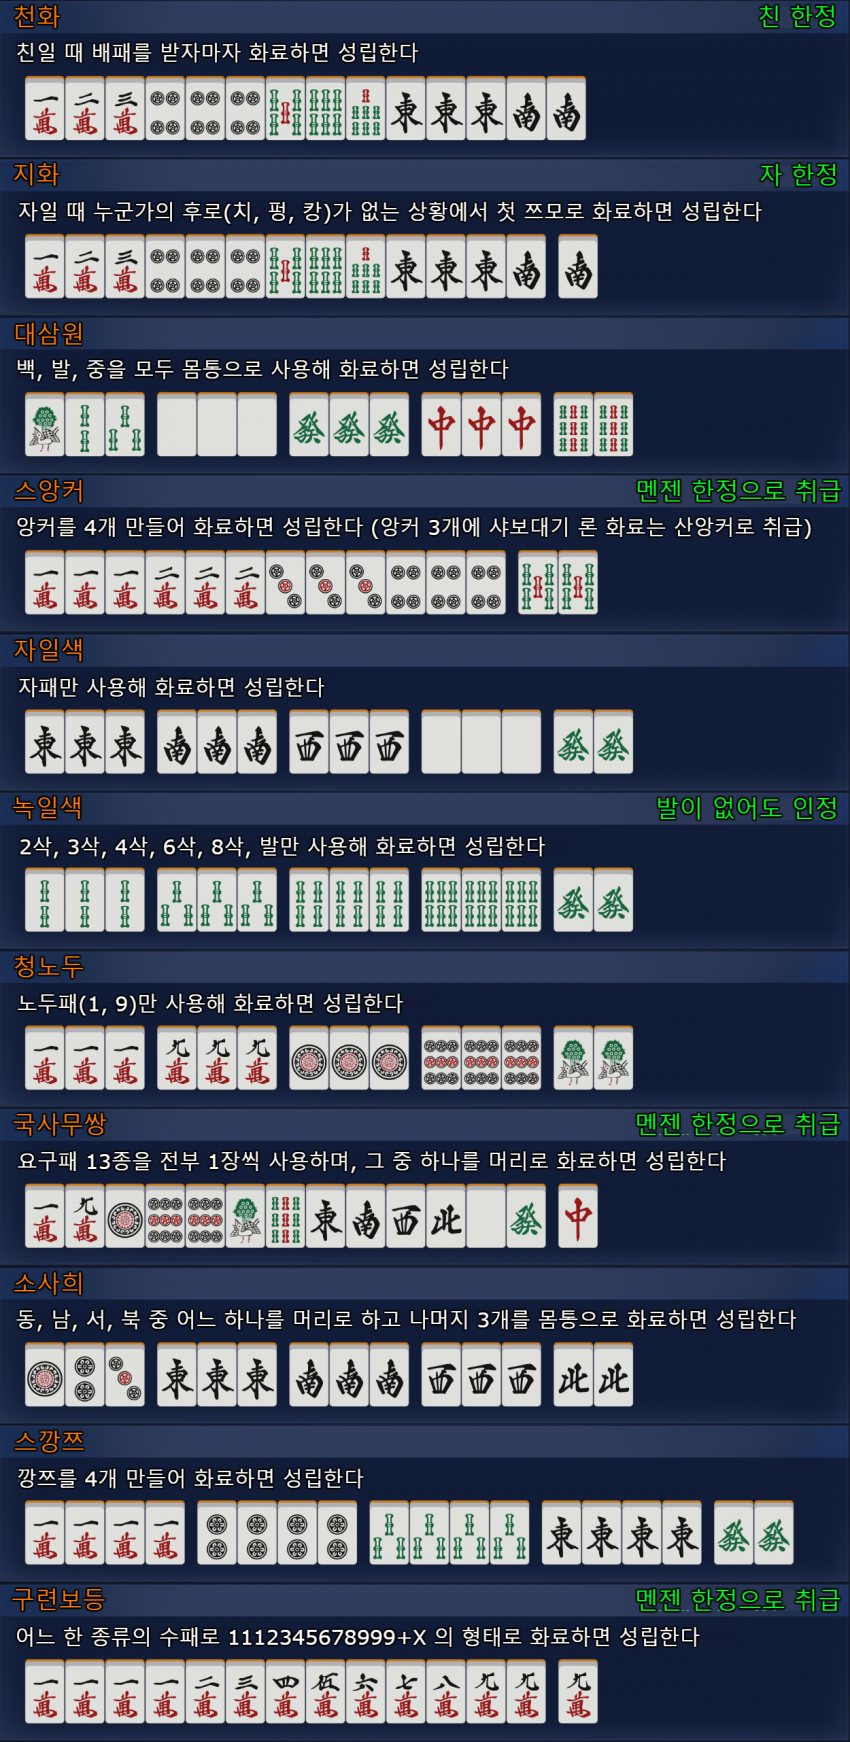 천화 친 한정
친일 때 배패를 받자마자 화료하면 성립한다
一萬 二萬 三萬 東 東 東 南 南
지화 자 한정
자일 때 누군가의 후로(치, 펑, 캉)가 없는 상황에서 첫 쯔모로 화료하면 성립한다
一萬 二萬 三萬 東 東 東 南 南
대삼원
백, 발, 중을 모두 몸통으로 사용해 화료하면 성립한다
發 發 發 中 中 中
스앙커 멘젠 한정으로 취급
앙커를 4개 만들어 화료하면 성립한다 (앙커 3개에 샤보대기 론 화료는 산앙커로 취급)
一萬 一萬 一萬 二萬 二萬 二萬
자일색
자패만 사용해 화료하면 성립한다
東 東 東 南 南 南 西 西 西 發 發
녹일색 발이 없어도 인정
2삭, 3삭, 4삭, 6삭, 8삭, 발만 사용해 화료하면 성립한다
發 發
청노두
노두패(1, 9)만 사용해 화료하면 성립한다
一萬 一萬 一萬 九萬 九萬 九萬
국사무쌍 멘젠 한정으로 취급
요구패 13종을 전부 1장씩 사용하며, 그 중 하나를 머리로 화료하면 성립한다
一萬 九萬 東 南 西 北 發 中
소사희
동, 남, 서, 북 중 어느 하나를 머리로 하고 나머지 3개를 몸통으로 화료하면 성립한다
東 東 東 南 南 南 西 西 西 北 北
스깡쯔
깡쯔를 4개 만들어 화료하면 성립한다
一萬 一萬 一萬 一萬 東 東 東 東 發 發
구련보등 멘젠 한정으로 취급
어느 한 종류의 수패로 1112345678999+X 의 형태로 화료하면 성립한다
一萬 一萬 一萬 一萬 二萬 三萬 四萬 伍萬 六萬 七萬 八萬 九萬 九萬 九萬